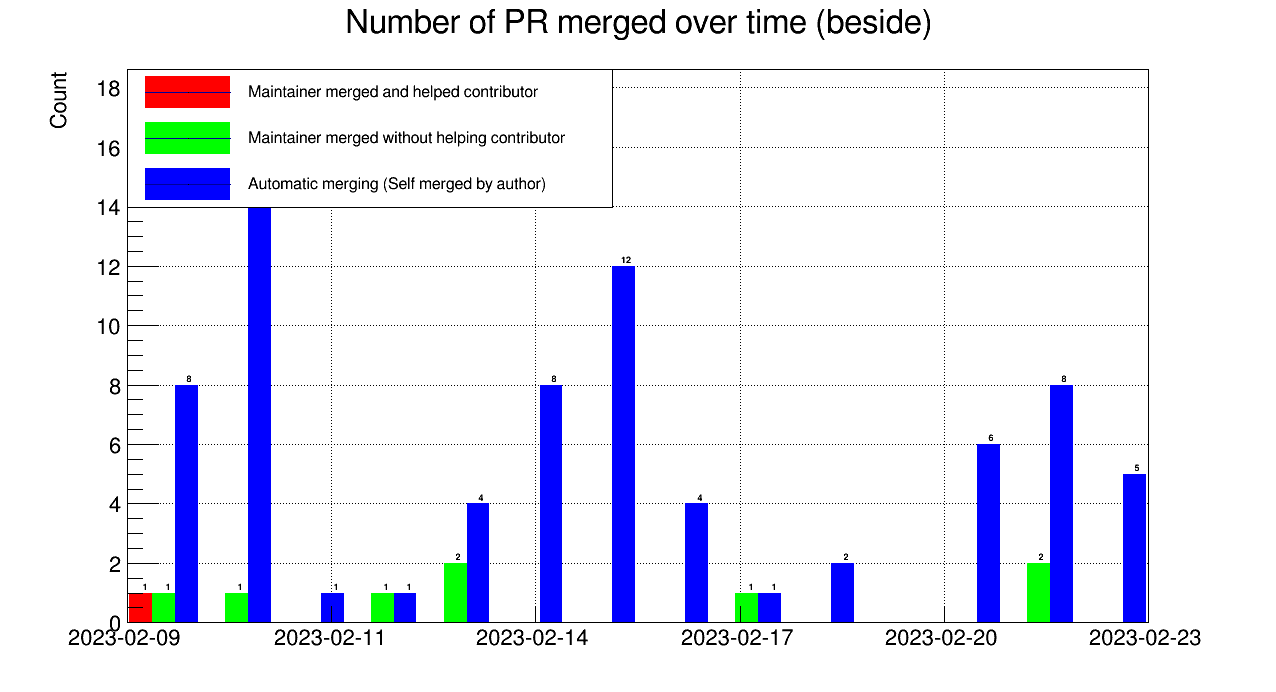 Number of PR merged over time (beside)
Count
Maintainer merged and helped contributor
Maintainer merged without helping contributor
Automatic merging (Self merged by author)
18
16
14
12
10
8
6
4
2
0
1 1 8 1 1 1 1 2 4 8 12 4 1 1 2 6 2 8 5
2023-02-09 2023-02-11 2023-02-14 2023-02-17 2023-02-20 2023-02-23